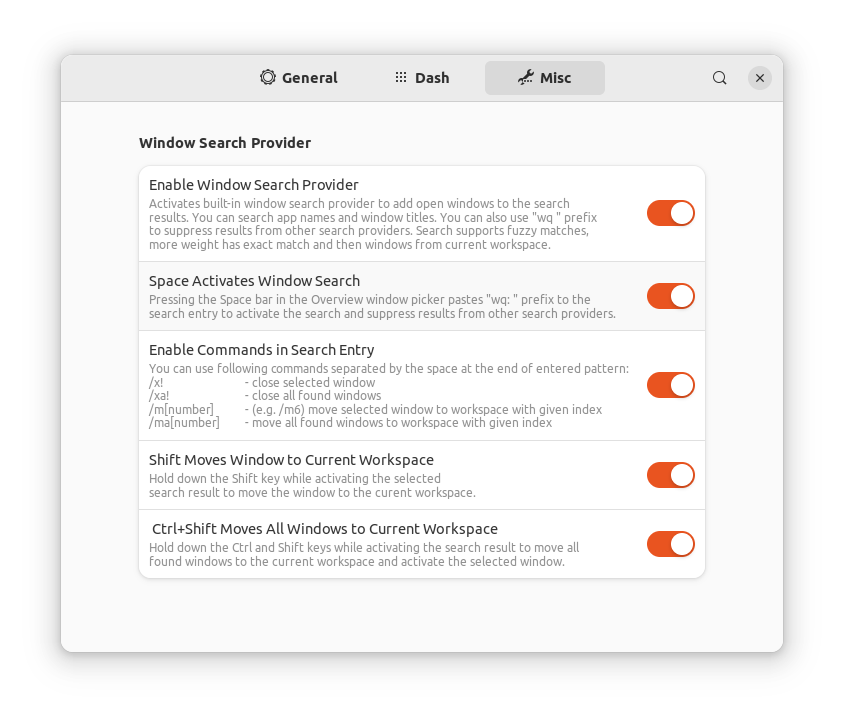 General Dash Misc
Window Search Provider
Enable Window Search Provider
Activates built-in window search provider to add open windows to the search
results. You can search app names and window titles. You can also use "wq " prefix
to suppress results from other search providers. Search supports fuzzy matches,
more weight has exact match and then windows from current workspace.
Space Activates Window Search
Pressing the Space bar in the Overview window picker pastes "wq: " prefix to the
search entry to activate the search and suppress results from other search providers.
Enable Commands in Search Entry
You can use following commands separated by the space at the end of entered pattern:
/x! - close selected window
/xa! - close all found windows
/m[number] - (e.g. /m6) move selected window to workspace with given index
/ma[number] - move all found windows to workspace with given index
Shift Moves Window to Current Workspace
Hold down the Shift key while activating the selected
search result to move the window to the curent workspace.
Ctrl+Shift Moves All Windows to Current Workspace
Hold down the Ctrl and Shift keys while activating the search result to move all
found windows to the current workspace and activate the selected window.